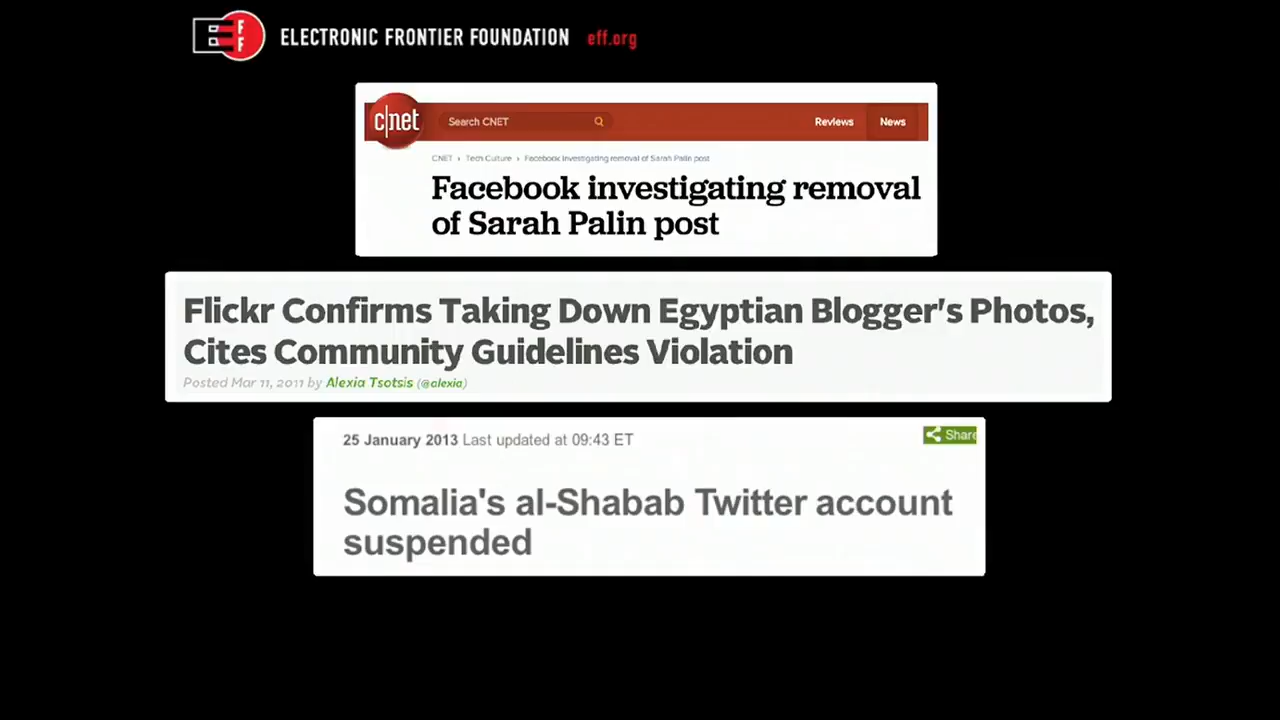 EFF ELECTRONIC FRONTIER FOUNDATION eff.org
c|net Search CNET Reviews News
CNET › Tech Culture › Facebook investigating removal of Sarah Palin post
Facebook investigating removal
of Sarah Palin post
Flickr Confirms Taking Down Egyptian Blogger's Photos,
Cites Community Guidelines Violation
Posted Mar 11, 2011 by Alexia Tsotsis (@alexia)
25 January 2013 Last updated at 09:43 ET Share
Somalia's al-Shabab Twitter account
suspended